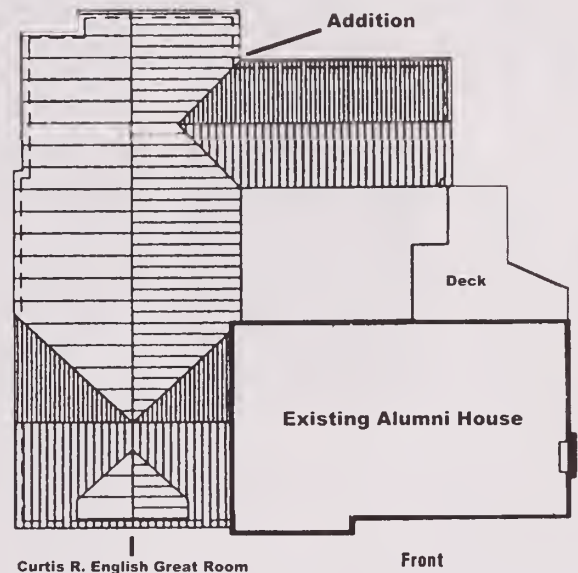 Addition
Deck
Existing Alumni House
Curtis R. English Great Room
Front